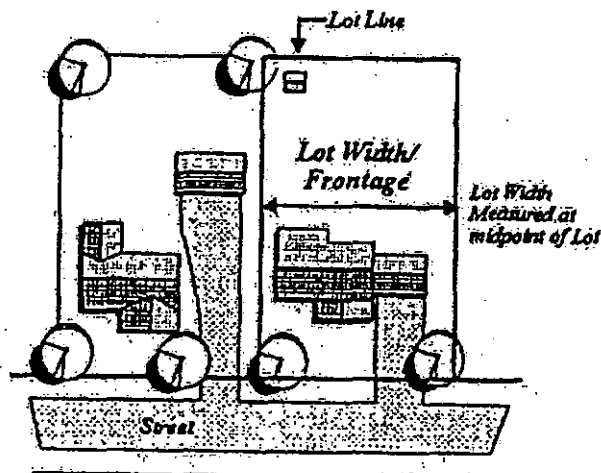 Lot Line
Lot Width/
Frontage
Lot Width
Measured at
midpoint of Lot
Street